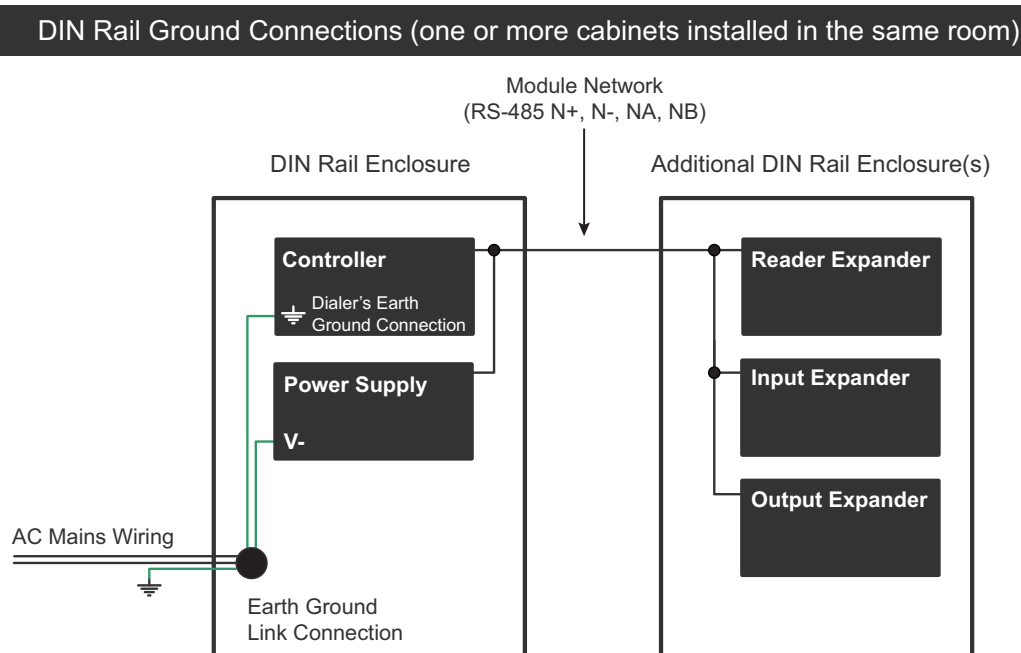 DIN Rail Ground Connections (one or more cabinets installed in the same room)
Module Network
(RS-485 N+, N-, NA, NB)
DIN Rail Enclosure
Additional DIN Rail Enclosure(s)
Controller
Dialer’s Earth
Ground Connection
Power Supply
V-
Reader Expander
Input Expander
Output Expander
AC Mains Wiring
Earth Ground
Link Connection